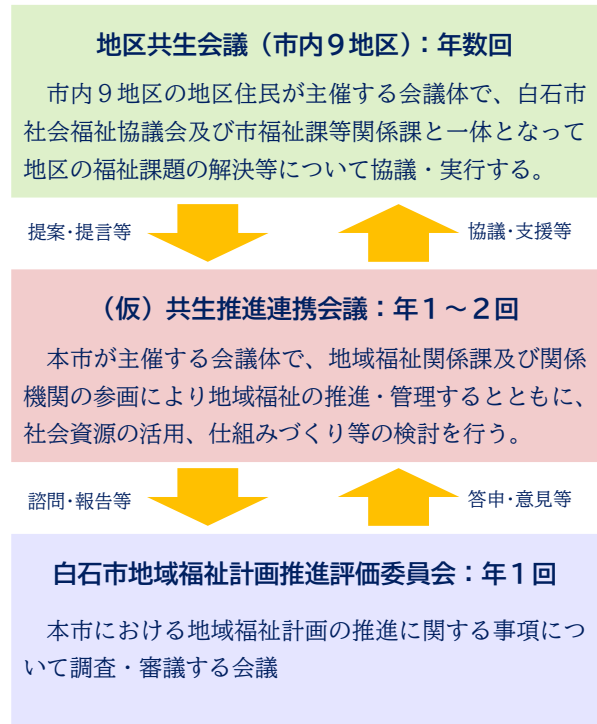 地区共生会議（市内９地区）：年数回
　市内９地区の地区住民が主催する会議体で、白石市
社会福祉協議会及び市福祉課等関係課と一体となって
地区の福祉課題の解決等について協議・実行する。
提案・提言等
協議・支援等
（仮）共生推進連携会議：年１～２回
　本市が主催する会議体で、地域福祉関係課及び関係
機関の参画により地域福祉の推進・管理するとともに、
社会資源の活用、仕組みづくり等の検討を行う。
諮問・報告等
答申・意見等
白石市地域福祉計画推進評価委員会：年１回
　本市における地域福祉計画の推進に関する事項につ
いて調査・審議する会議